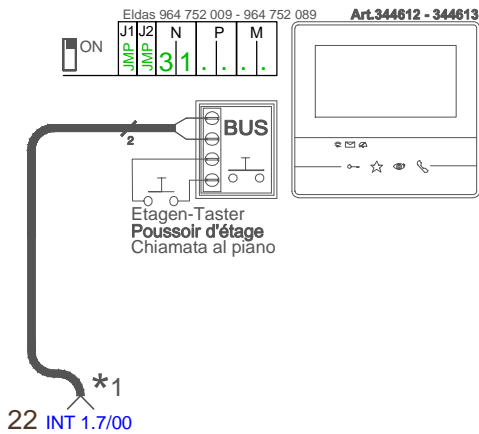 Eldas 964 752 009 - 964 752 089
Art.344612 - 344613
ON
J1 J2 N P M
JMP JMP 3 1 . . . .
BUS
2
Etagen-Taster
Poussoir d'étage
Chiamata al piano
*1
22 INT 1.7/00